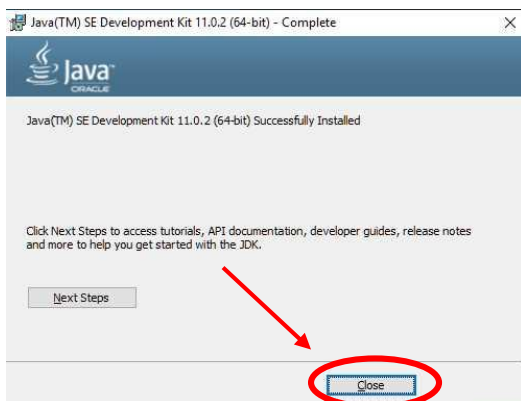 Java(TM) SE Development Kit 11.0.2 (64-bit) - Complete
Java™
ORACLE
Java(TM) SE Development Kit 11.0.2 (64-bit) Successfully Installed
Click Next Steps to access tutorials, API documentation, developer guides, release notes
and more to help you get started with the JDK.
Next Steps
Close